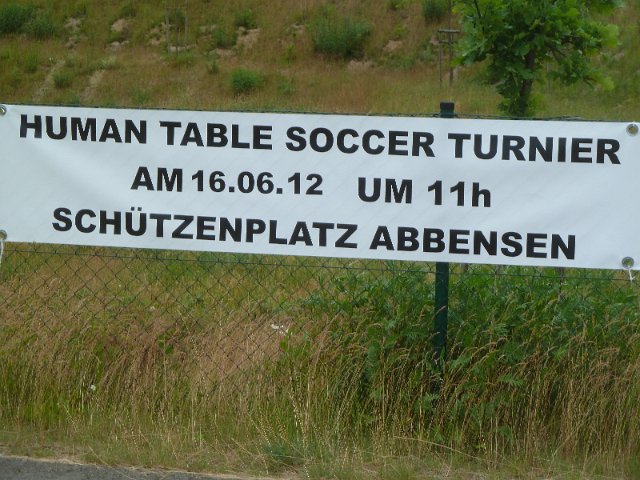 HUMAN TABLE SOCCER TURNIER
AM 16.06.12 UM 11h
SCHÜTZENPLATZ ABBENSEN